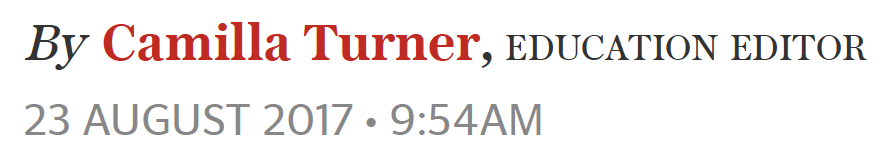 By Camilla Turner, EDUCATION EDITOR
23 AUGUST 2017 • 9:54AM